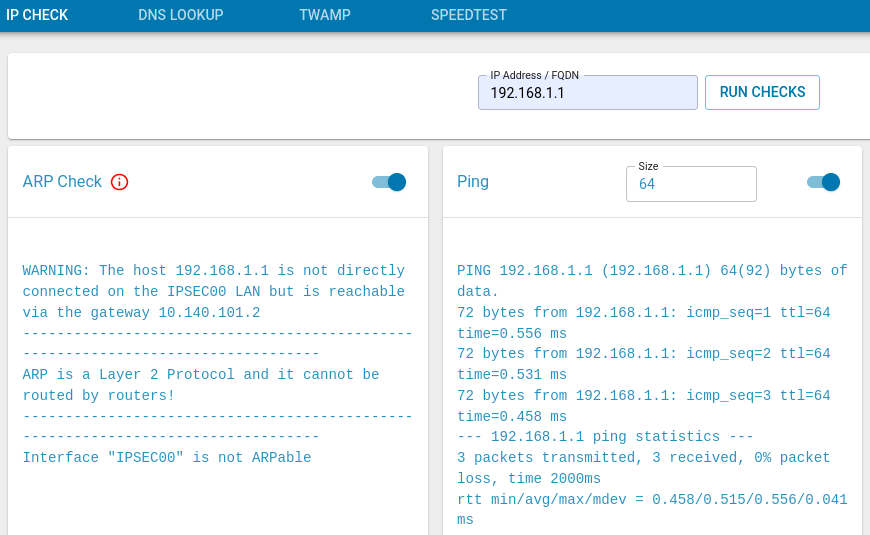 IP CHECK DNS LOOKUP TWAMP SPEEDTEST
IP Address / FQDN
192.168.1.1
RUN CHECKS
ARP Check
WARNING: The host 192.168.1.1 is not directly
connected on the IPSEC00 LAN but is reachable
via the gateway 10.140.101.2
----------------------------------------------
-----------------------------------
ARP is a Layer 2 Protocol and it cannot be
routed by routers!
----------------------------------------------
-----------------------------------
Interface "IPSEC00" is not ARPable
Ping
Size
64
PING 192.168.1.1 (192.168.1.1) 64(92) bytes of
data.
72 bytes from 192.168.1.1: icmp_seq=1 ttl=64
time=0.556 ms
72 bytes from 192.168.1.1: icmp_seq=2 ttl=64
time=0.531 ms
72 bytes from 192.168.1.1: icmp_seq=3 ttl=64
time=0.458 ms
--- 192.168.1.1 ping statistics ---
3 packets transmitted, 3 received, 0% packet
loss, time 2000ms
rtt min/avg/max/mdev = 0.458/0.515/0.556/0.041
ms